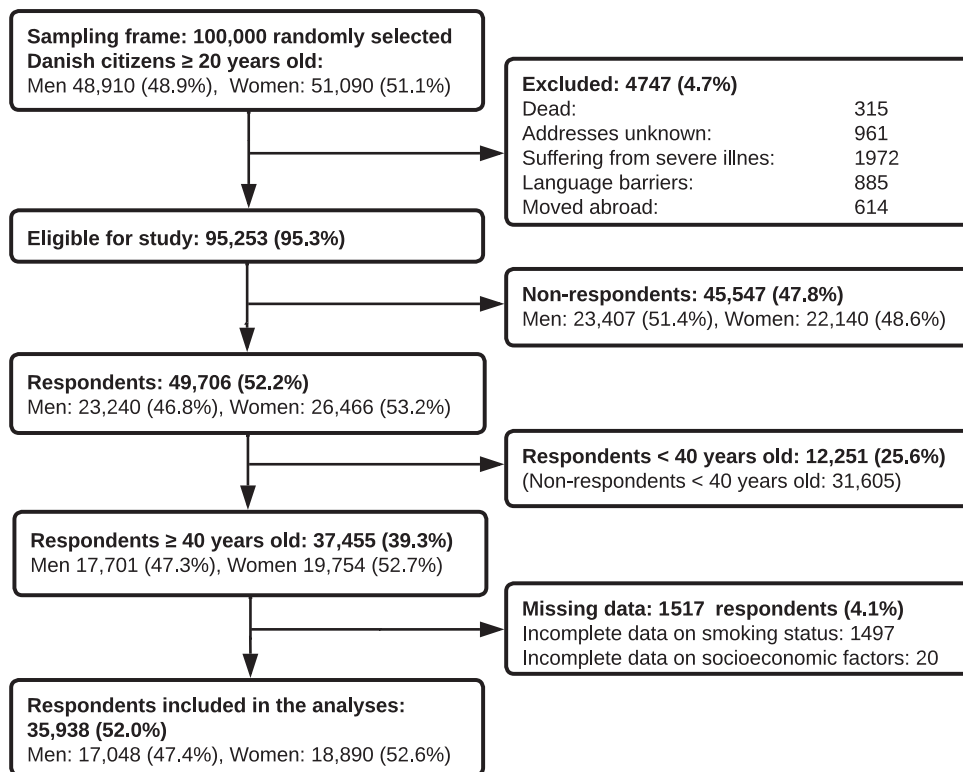 Sampling frame: 100,000 randomly selected
Danish citizens ≥ 20 years old:
Men 48,910 (48.9%), Women: 51,090 (51.1%)
Excluded: 4747 (4.7%)
Dead: 315
Addresses unknown: 961
Suffering from severe illnes: 1972
Language barriers: 885
Moved abroad: 614
Eligible for study: 95,253 (95.3%)
Non-respondents: 45,547 (47.8%)
Men: 23,407 (51.4%), Women: 22,140 (48.6%)
Respondents: 49,706 (52.2%)
Men: 23,240 (46.8%), Women: 26,466 (53.2%)
Respondents < 40 years old: 12,251 (25.6%)
(Non-respondents < 40 years old: 31,605)
Respondents ≥ 40 years old: 37,455 (39.3%)
Men 17,701 (47.3%), Women 19,754 (52.7%)
Missing data: 1517 respondents (4.1%)
Incomplete data on smoking status: 1497
Incomplete data on socioeconomic factors: 20
Respondents included in the analyses:
35,938 (52.0%)
Men: 17,048 (47.4%), Women: 18,890 (52.6%)